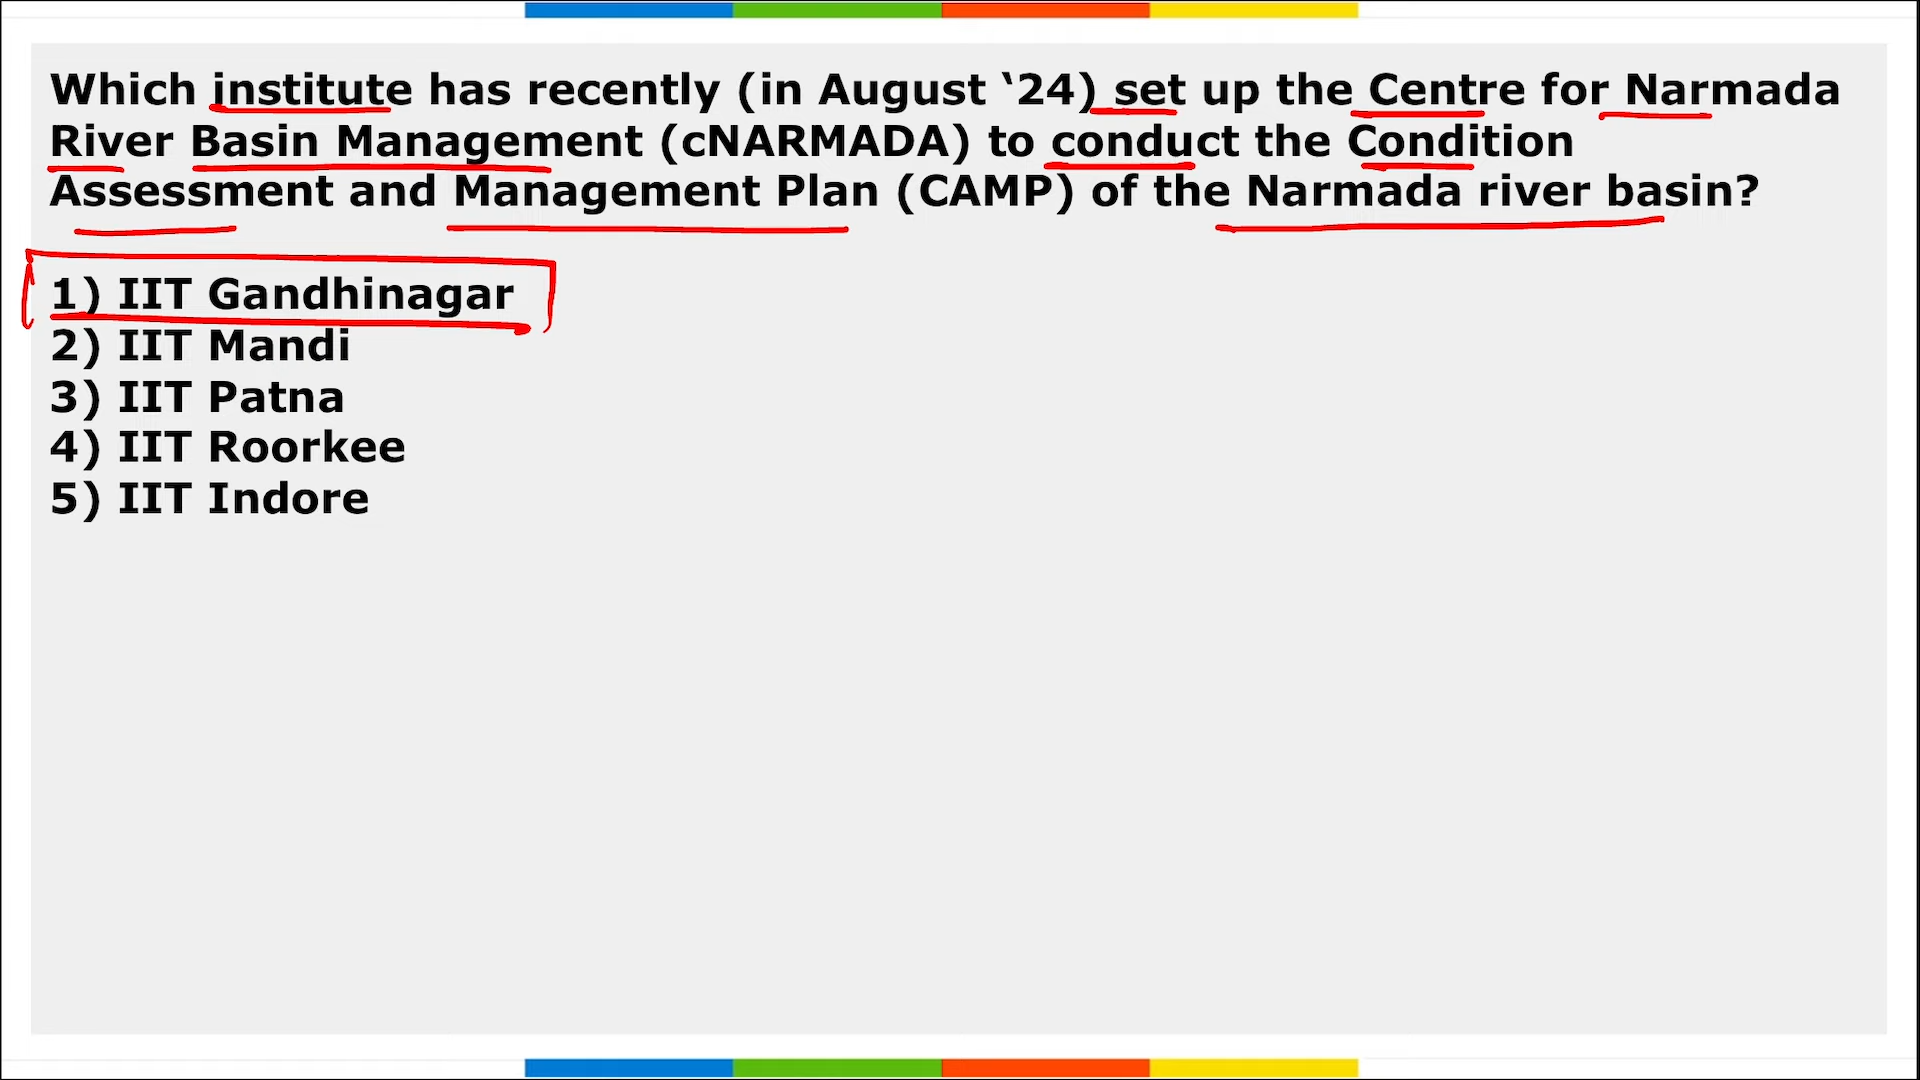 Which institute has recently (in August ‘24) set up the Centre for Narmada
River Basin Management (cNARMADA) to conduct the Condition
Assessment and Management Plan (CAMP) of the Narmada river basin?
1) IIT Gandhinagar
2) IIT Mandi
3) IIT Patna
4) IIT Roorkee
5) IIT Indore